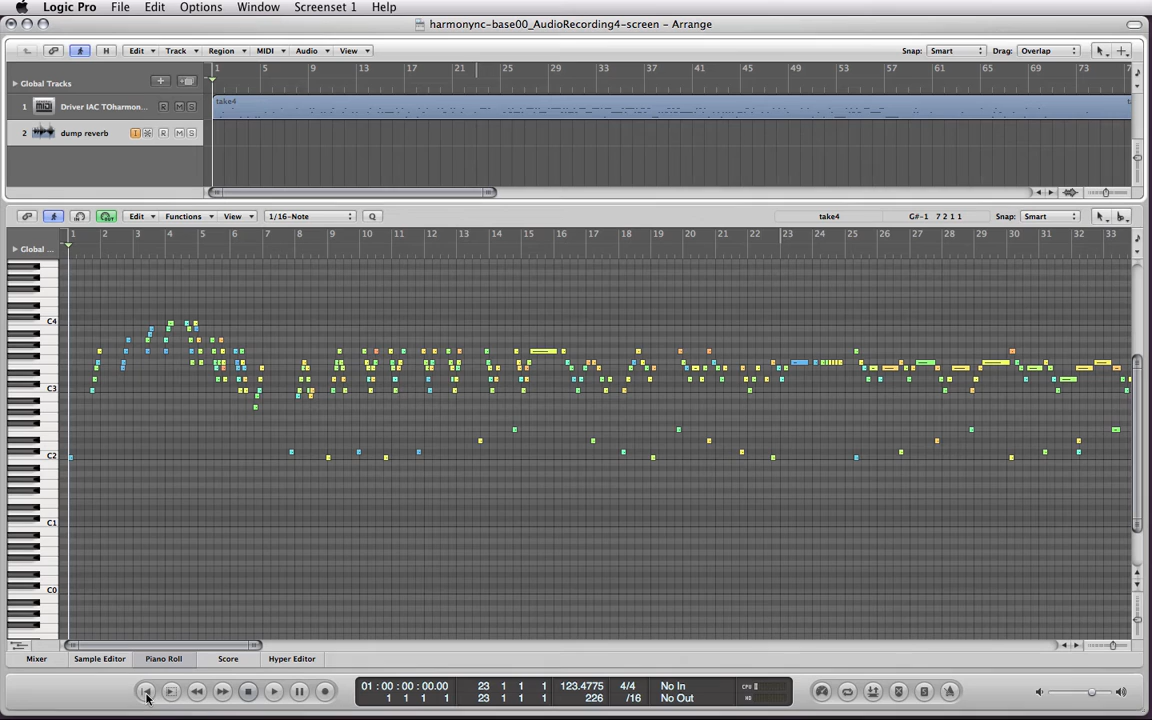 Logic Pro File Edit Options Window Screenset 1 Help
harmonync-base00_AudioRecording4-screen – Arrange
H Edit Track Region MIDI Audio View Snap: Smart Drag: Overlap
Global Tracks 1 5 9 13 17 21 25 29 33 37 41 45 49 53 57 61 65 69 73
1 Driver IAC TOharmon... R M S take4
2 dump reverb I R M S
IN OUT Edit Functions View 1/16-Note Q take4 G#-1 7 2 1 1 Snap: Smart
Global ... 1 2 3 4 5 6 7 8 9 10 11 12 13 14 15 16 17 18 19 20 21 22 23 24 25 26 27 28 29 30 31 32 33
C4
C3
C2
C1
C0
Mixer Sample Editor Piano Roll Score Hyper Editor
01 : 00 : 00 : 00.00 23 1 1 1 123.4775 4/4 No In CPU
1 1 1 1 23 1 1 1 226 /16 No Out HD